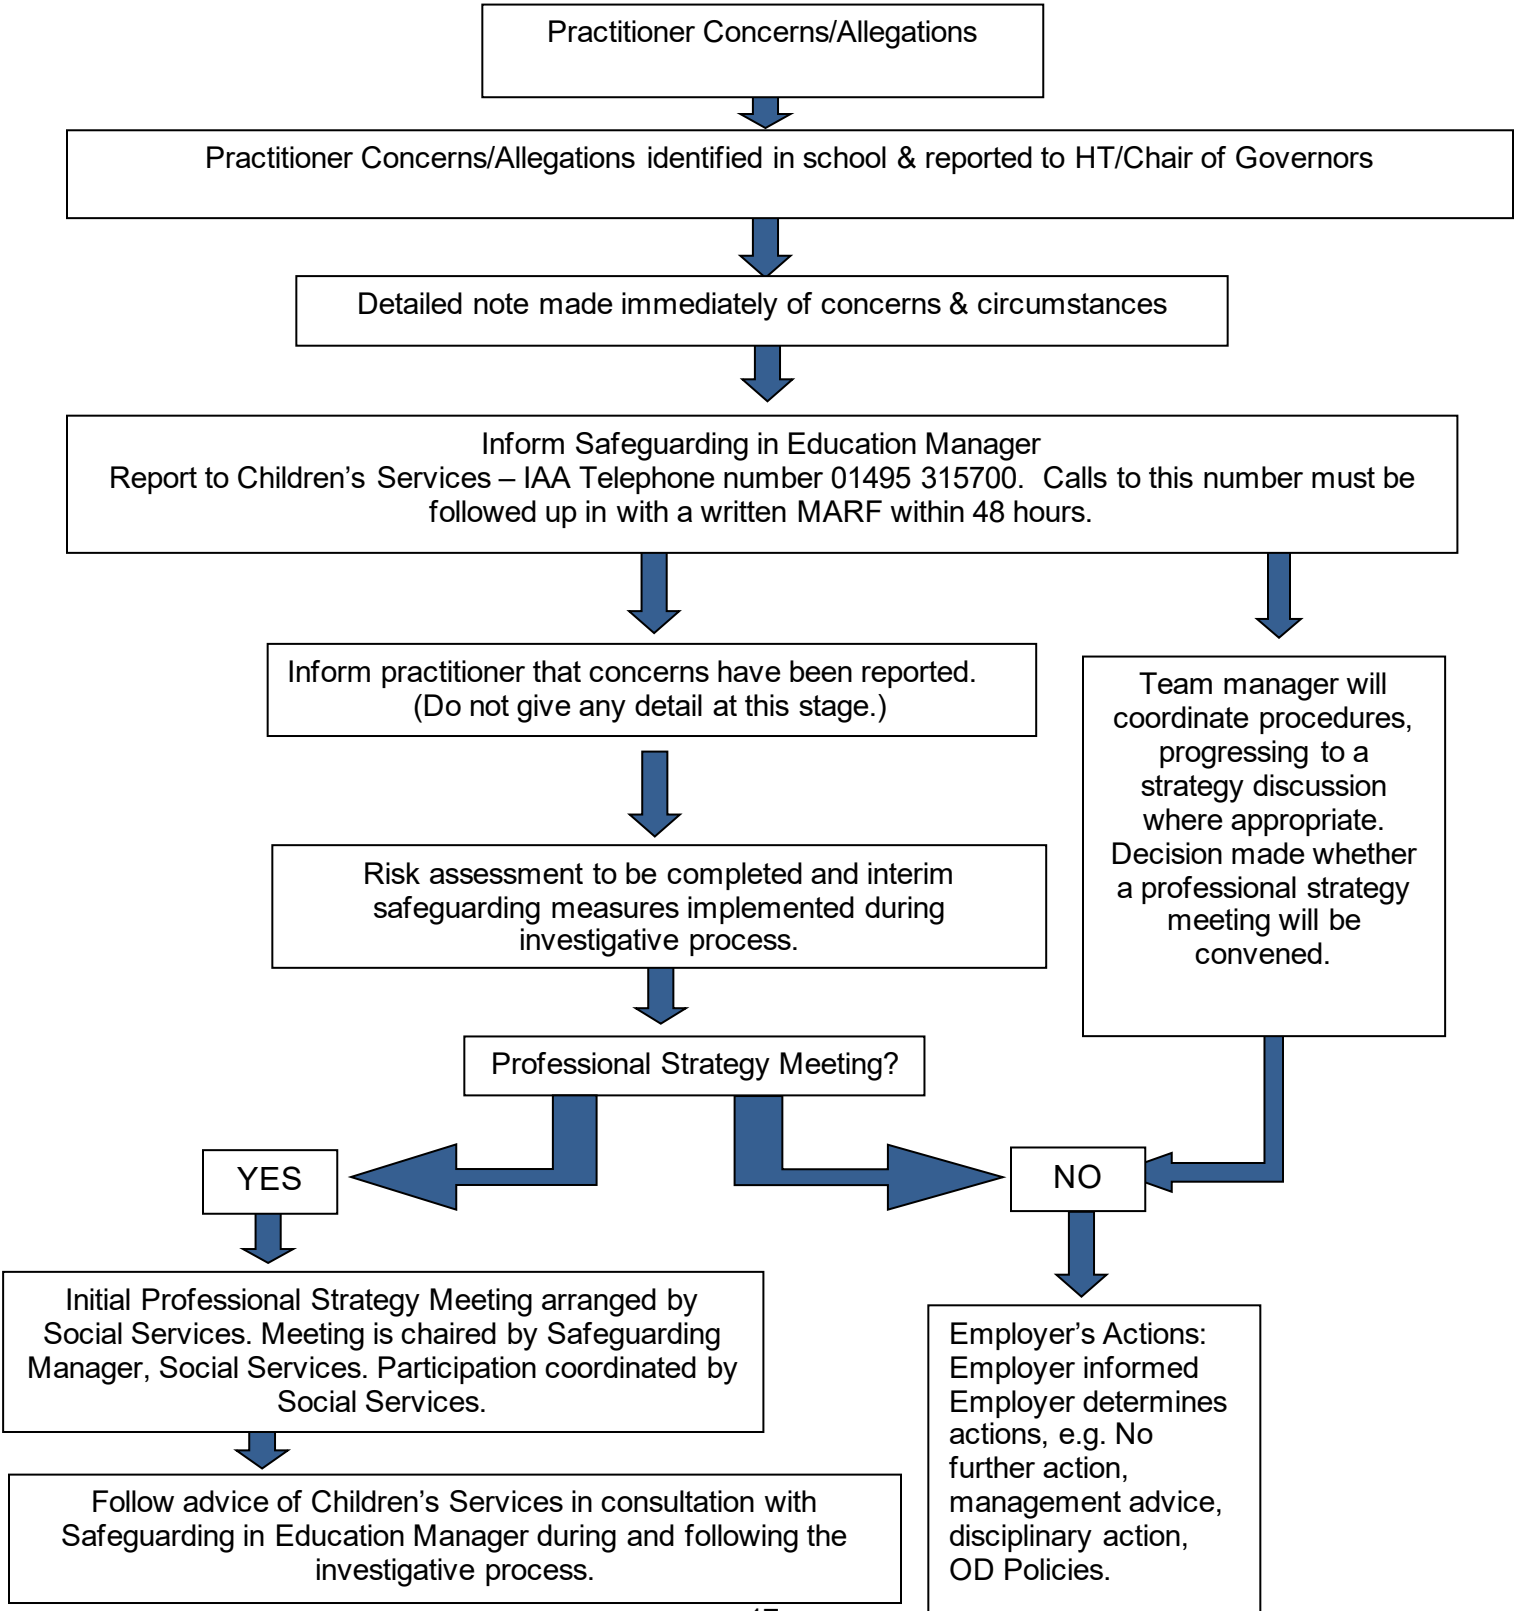 Practitioner Concerns/Allegations
Practitioner Concerns/Allegations identified in school & reported to HT/Chair of Governors
Detailed note made immediately of concerns & circumstances
Inform Safeguarding in Education Manager
Report to Children’s Services – IAA Telephone number 01495 315700.  Calls to this number must be
followed up in with a written MARF within 48 hours.
Inform practitioner that concerns have been reported.
(Do not give any detail at this stage.)
Risk assessment to be completed and interim
safeguarding measures implemented during
investigative process.
Team manager will
coordinate procedures,
progressing to a
strategy discussion
where appropriate.
Decision made whether
a professional strategy
meeting will be
convened.
Professional Strategy Meeting?
YES
NO
Initial Professional Strategy Meeting arranged by
Social Services. Meeting is chaired by Safeguarding
Manager, Social Services. Participation coordinated by
Social Services.
Follow advice of Children’s Services in consultation with
Safeguarding in Education Manager during and following the
investigative process.
Employer’s Actions:
Employer informed
Employer determines
actions, e.g. No
further action,
management advice,
disciplinary action,
OD Policies.